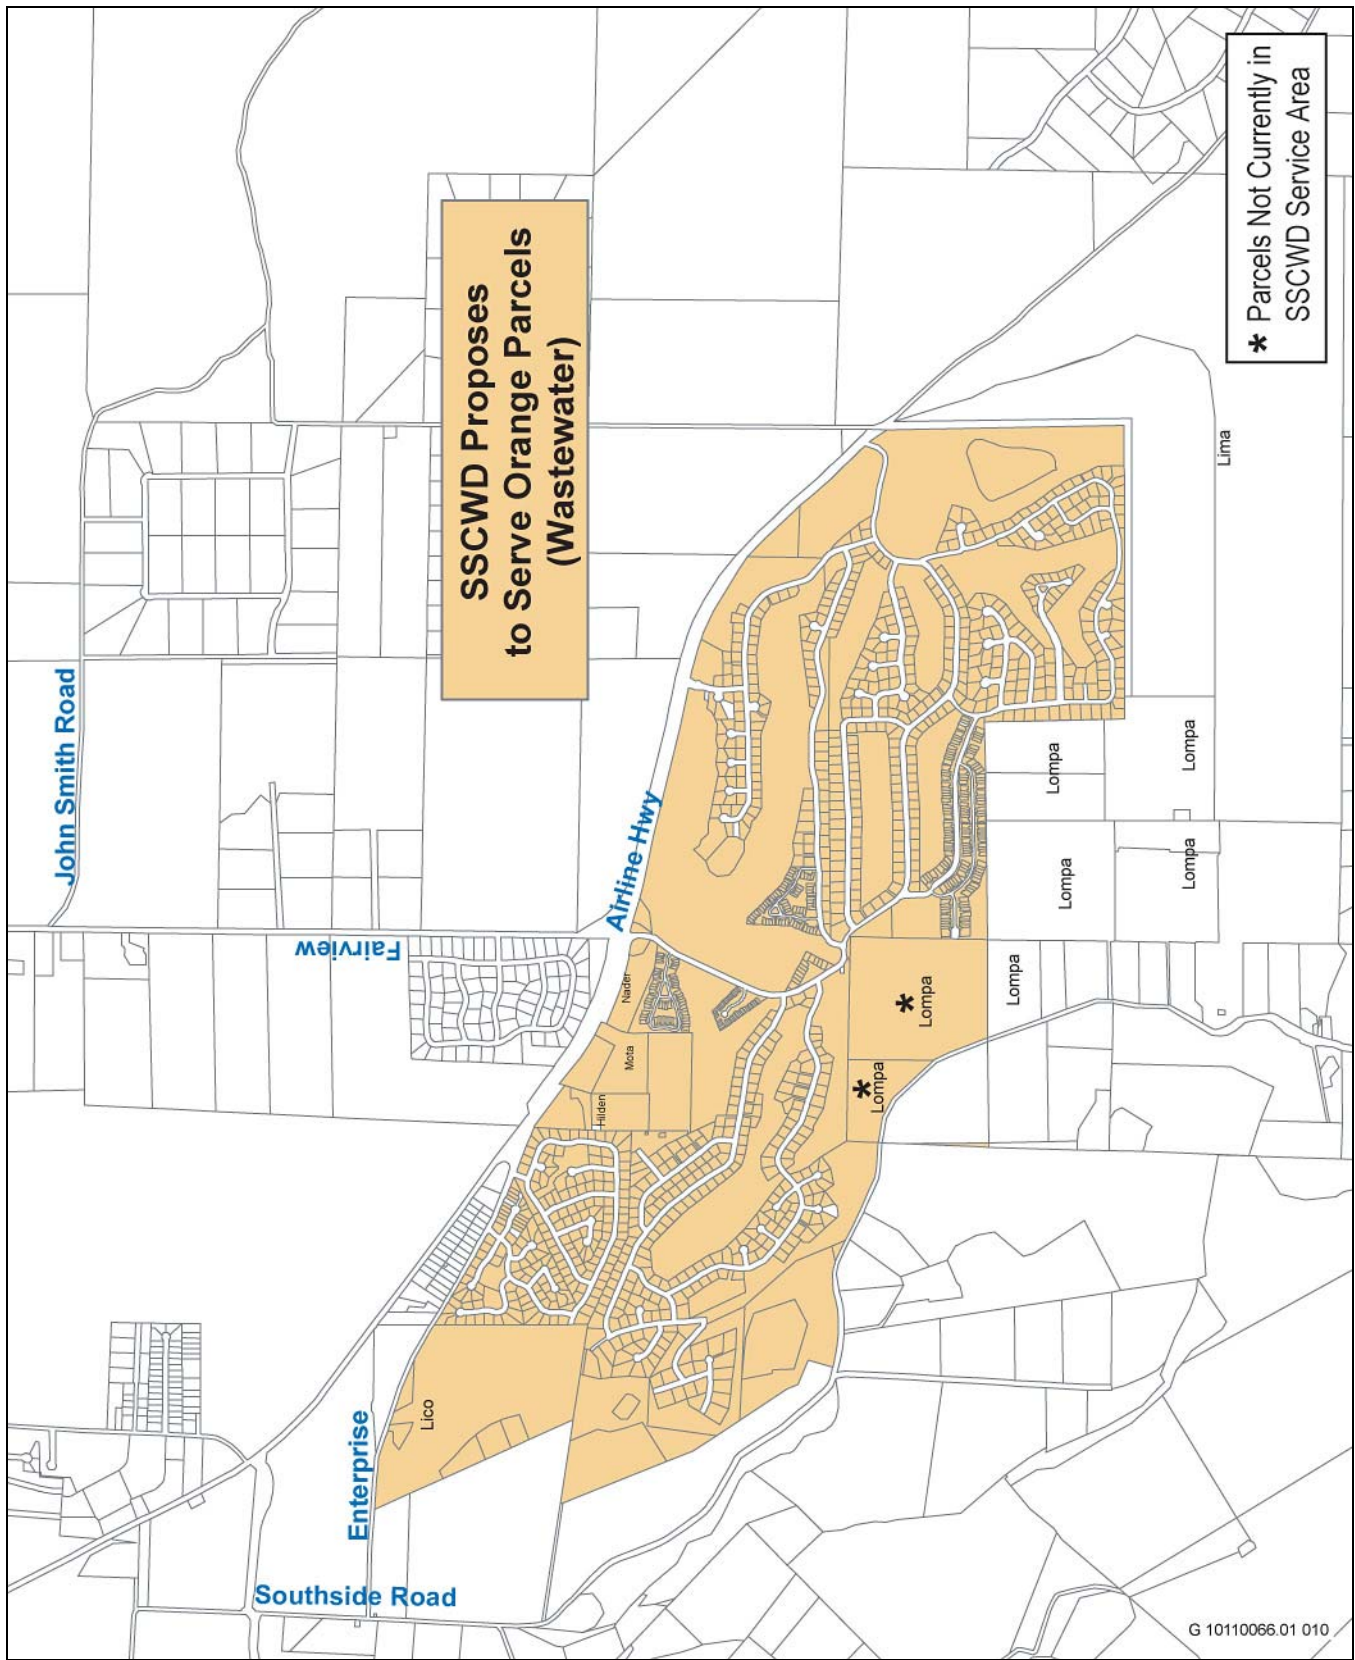 * Parcels Not Currently in
SSCWD Service Area
SSCWD Proposes
to Serve Orange Parcels
(Wastewater)
John Smith Road
Fairview
Airline Hwy
Nader
Mota
Hilden
Lima
Lompa
Lompa
Lompa
Lompa
Lompa
*
Lompa
*
Lompa
Lico
Enterprise
Southside Road
G 10110066.01 010